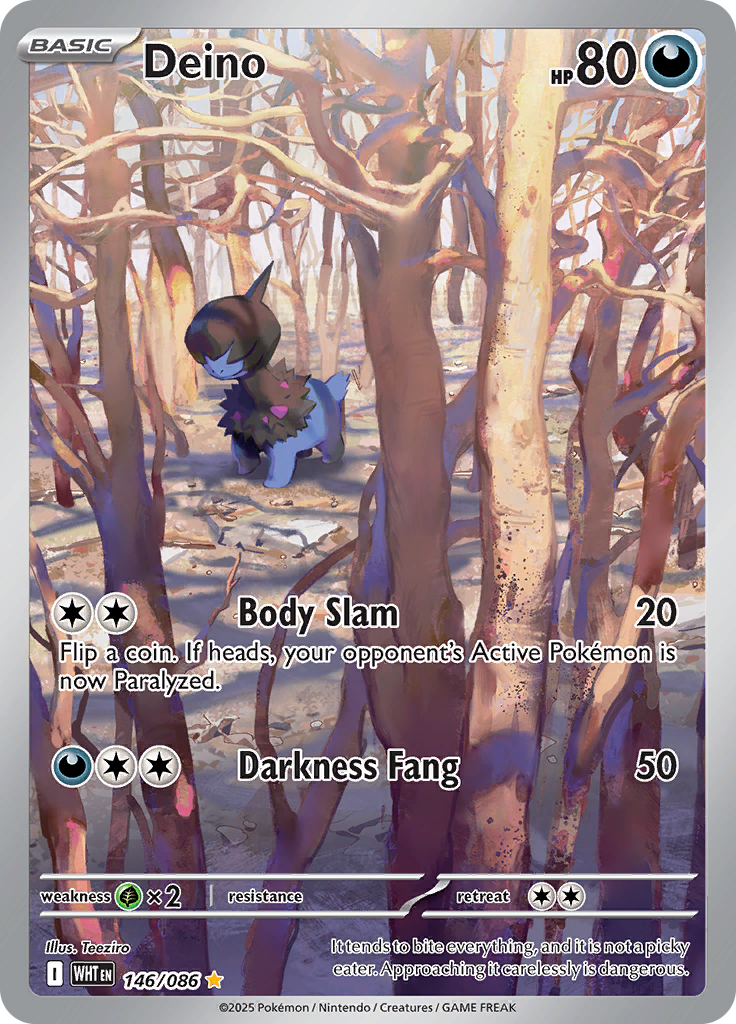 BASIC
Deino
HP 80
Body Slam 20
Flip a coin. If heads, your opponent's Active Pokémon is
now Paralyzed.
Darkness Fang 50
weakness ×2 resistance retreat
Illus. Teeziro
It tends to bite everything, and it is not a picky
eater. Approaching it carelessly is dangerous.
I WHT EN 146/086
©2025 Pokémon / Nintendo / Creatures / GAME FREAK